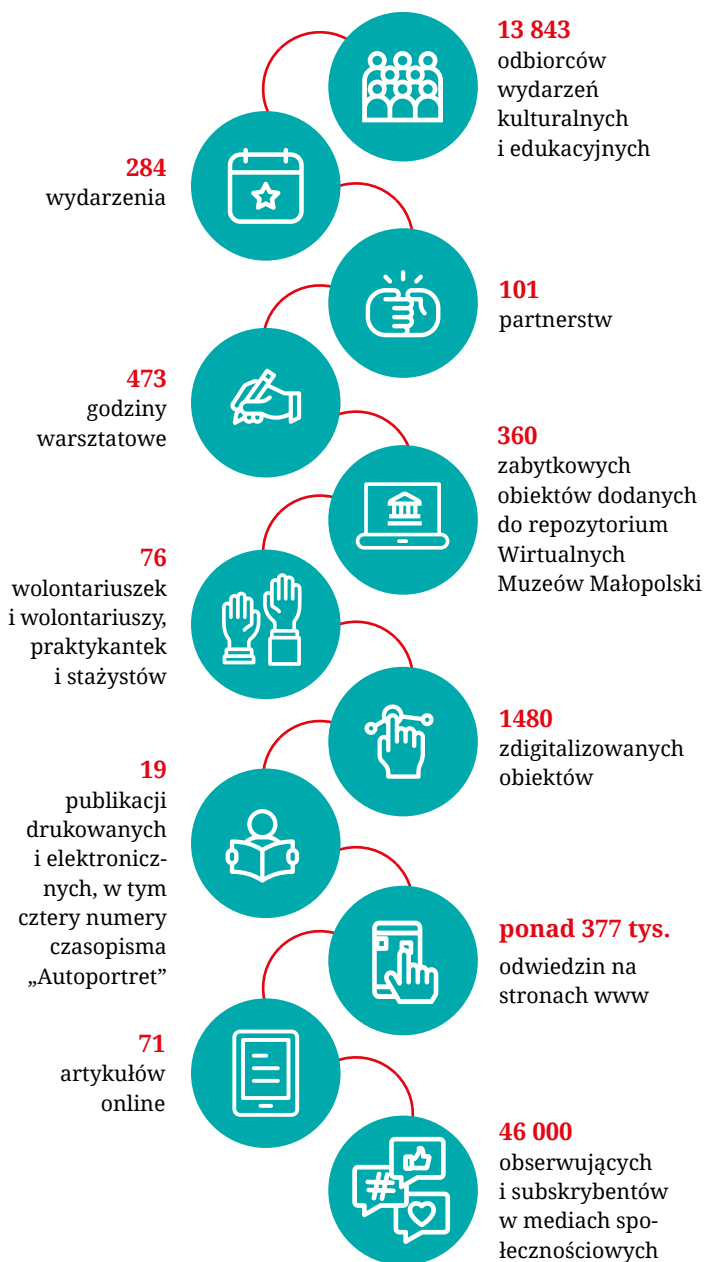 13 843
odbiorców
wydarzeń
kulturalnych
i edukacyjnych
284
wydarzenia
101
partnerstw
473
godziny
warsztatowe
360
zabytkowych
obiektów dodanych
do repozytorium
Wirtualnych
Muzeów Małopolski
76
wolontariuszek
i wolontariuszy,
praktykantek
i stażystów
1480
zdigitalizowanych
obiektów
19
publikacji
drukowanych
i elektronicz-
nych, w tym
cztery numery
czasopisma
„Autoportret”
ponad 377 tys.
odwiedzin na
stronach www
71
artykułów
online
46 000
obserwujących
i subskrybentów
w mediach spo-
łecznościowych
#